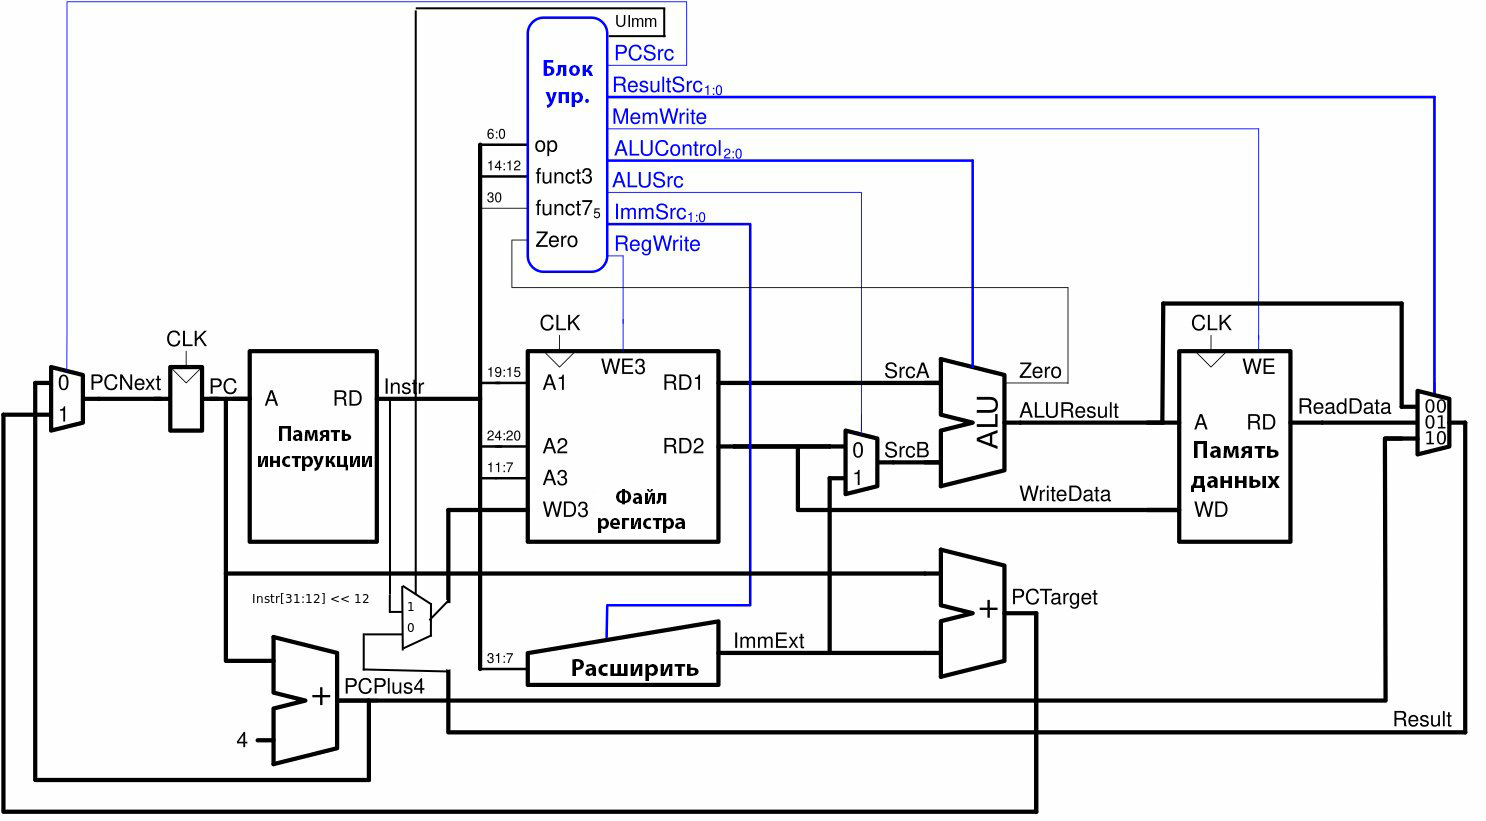 UImm
PCSrc
Блок
упр.
ResultSrc1:0
MemWrite
6:0
op
ALUControl2:0
14:12
funct3
ALUSrc
30
funct75
ImmSrc1:0
Zero
RegWrite
CLK
CLK
CLK
0
1
PCNext
PC
A
RD
Память
инструкции
Instr
19:15
A1
WE3
RD1
24:20
A2
RD2
11:7
A3
WD3
Файл
регистра
SrcA
0
1
SrcB
ALU
Zero
ALUResult
WriteData
WE
A
RD
Память
данных
WD
ReadData
00
01
10
Instr[31:12] << 12
1
0
31:7
Расширить
ImmExt
+
PCTarget
+
PCPlus4
4
Result